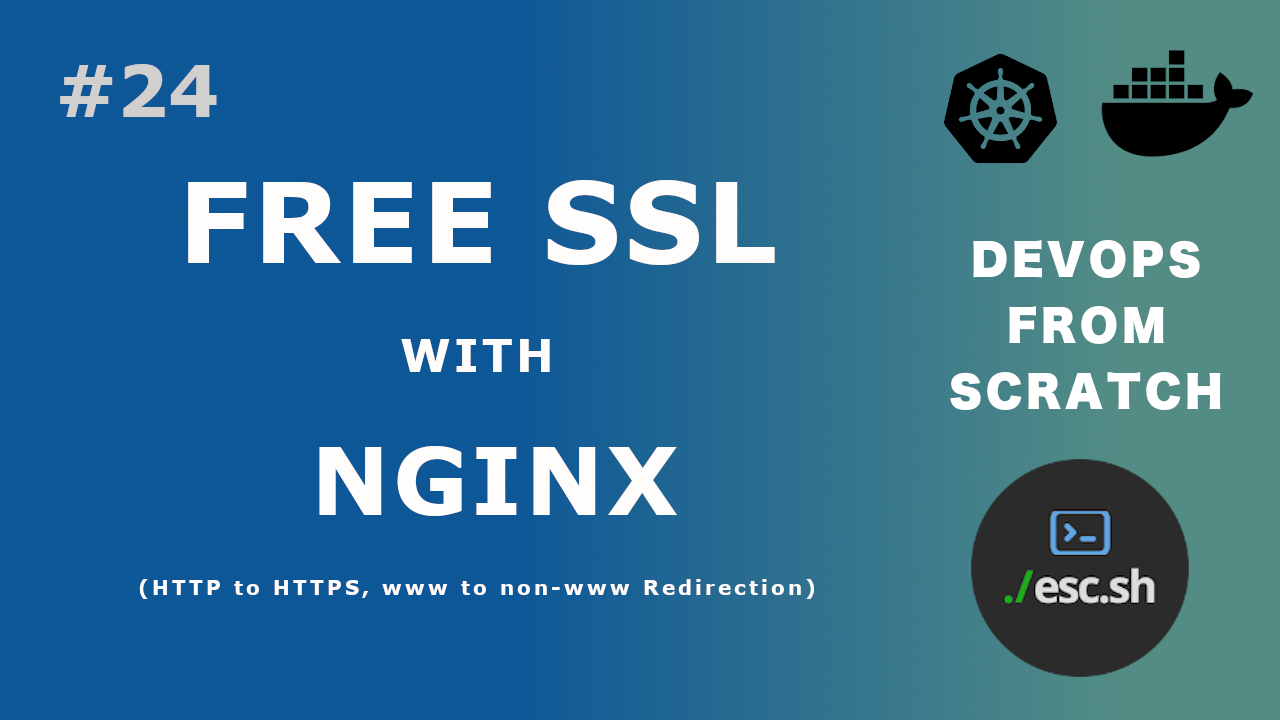 #24
FREE SSL
WITH
NGINX
(HTTP to HTTPS, www to non-www Redirection)
DEVOPS
FROM
SCRATCH
>_
./esc.sh